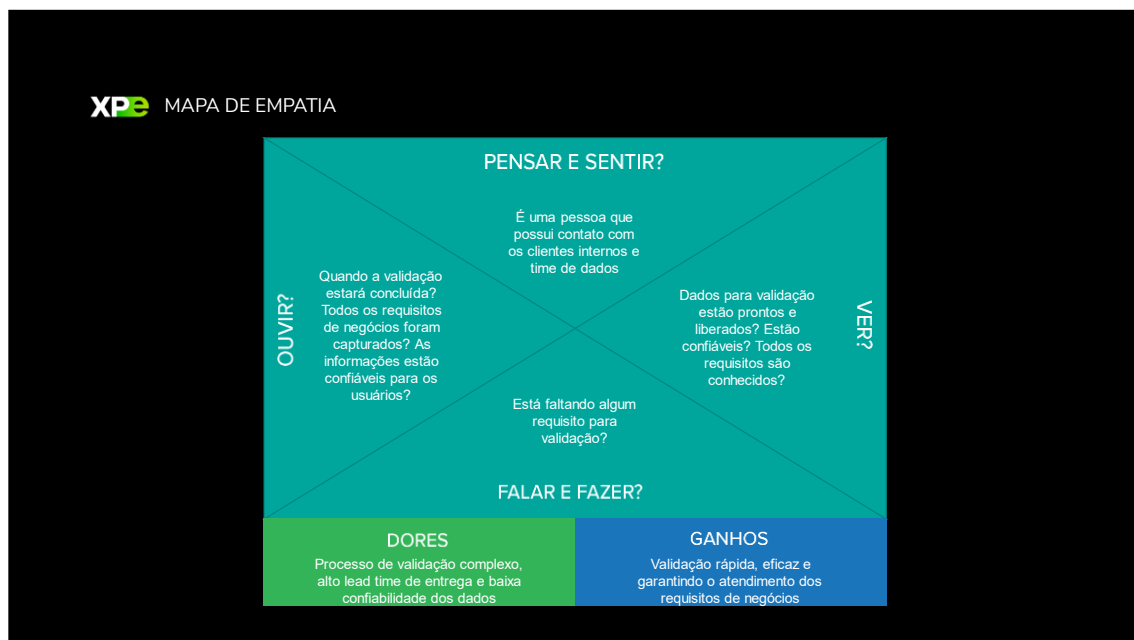 XPe MAPA DE EMPATIA
PENSAR E SENTIR?
É uma pessoa que
possui contato com
os clientes internos e
time de dados
OUVIR?
Quando a validação
estará concluída?
Todos os requisitos
de negócios foram
capturados? As
informações estão
confiáveis para os
usuários?
Dados para validação
estão prontos e
liberados? Estão
confiáveis? Todos os
requisitos são
conhecidos?
VER?
Está faltando algum
requisito para
validação?
FALAR E FAZER?
DORES
Processo de validação complexo,
alto lead time de entrega e baixa
confiabilidade dos dados
GANHOS
Validação rápida, eficaz e
garantindo o atendimento dos
requisitos de negócios